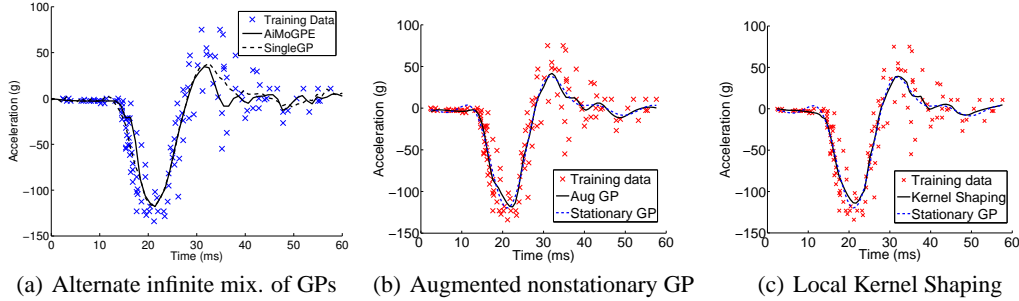 100
50
0
−50
−100
−150
0 10 20 30 40 50 60
Acceleration (g)
Time (ms)
Training Data
AiMoGPE
SingleGP
(a) Alternate infinite mix. of GPs
100
50
0
−50
−100
−150
0 10 20 30 40 50 60
Acceleration (g)
Time (ms)
Training data
Aug GP
Stationary GP
(b) Augmented nonstationary GP
100
50
0
−50
−100
−150
0 10 20 30 40 50 60
Acceleration (g)
Time (ms)
Training data
Kernel Shaping
Stationary GP
(c) Local Kernel Shaping